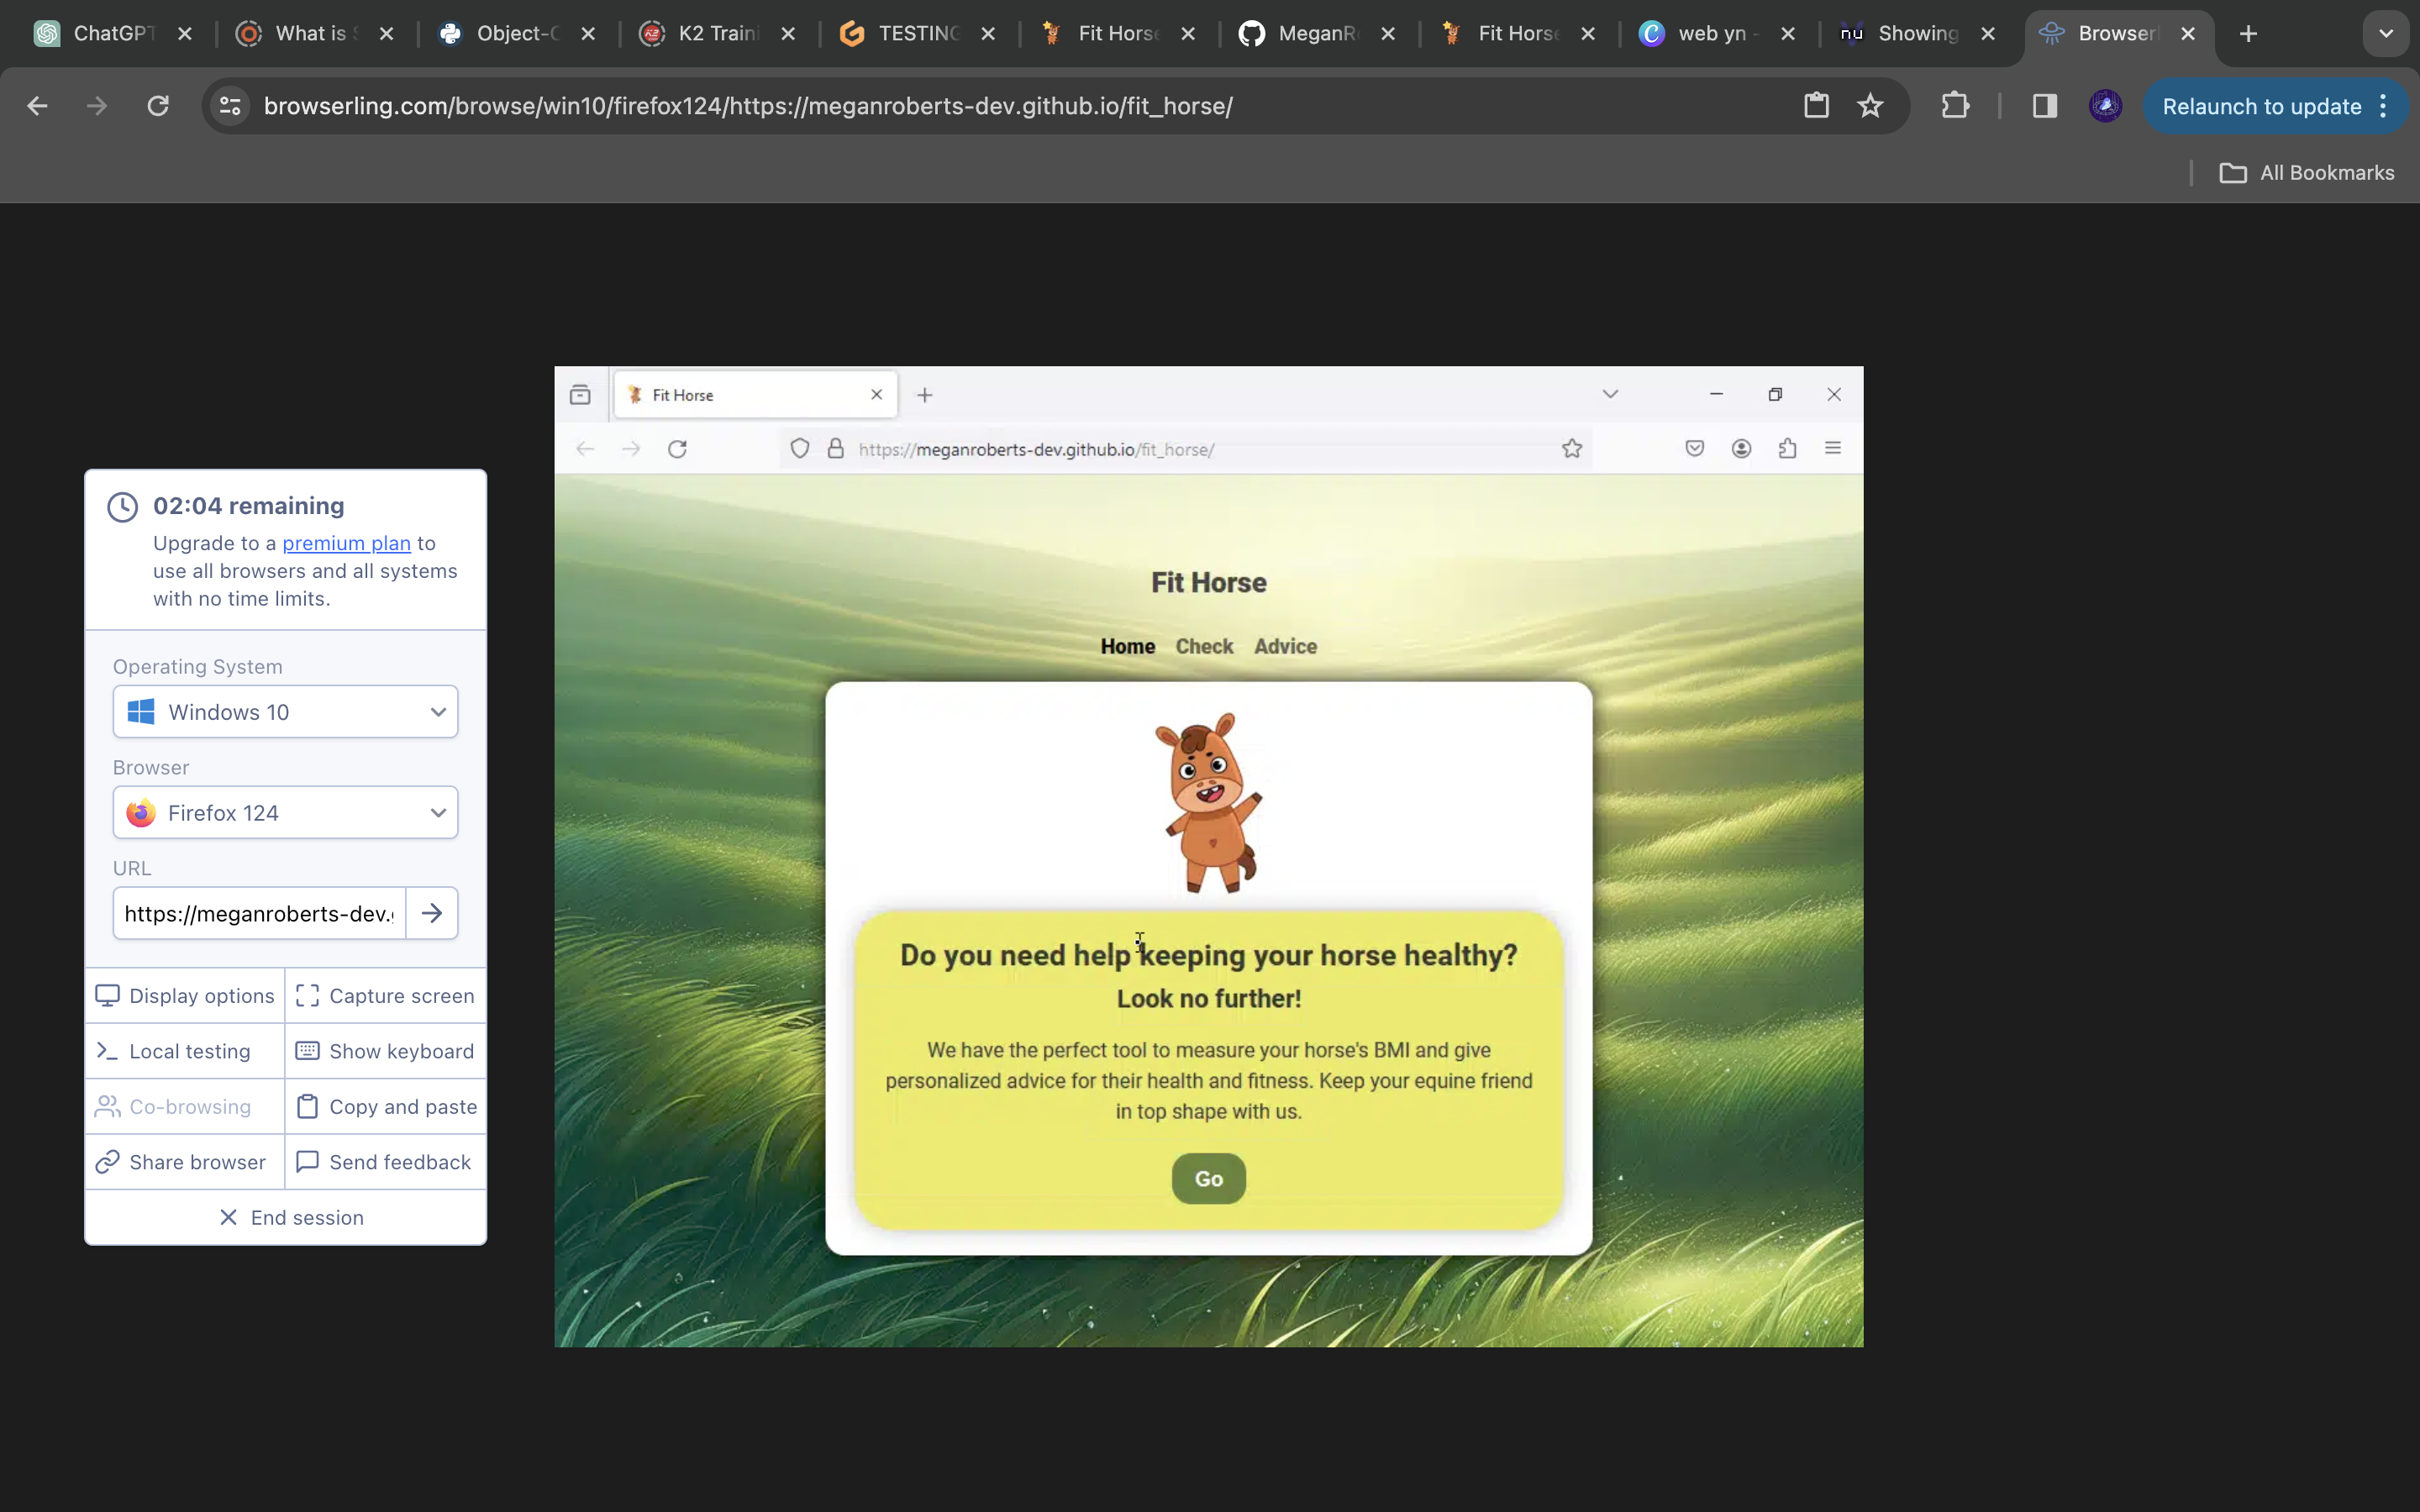 ChatGPT
What is
Object-
K2 Traini
TESTING
Fit Horse
MeganR
Fit Horse
web yn -
nu
Showing
Browserl
browserling.com/browse/win10/firefox124/https://meganroberts-dev.github.io/fit_horse/
Relaunch to update
All Bookmarks
Fit Horse
https://meganroberts-dev.github.io/fit_horse/
02:04 remaining
Upgrade to a premium plan to
use all browsers and all systems
with no time limits.
Operating System
Windows 10
Browser
Firefox 124
URL
https://meganroberts-dev.
Display options
Capture screen
Local testing
Show keyboard
Co-browsing
Copy and paste
Share browser
Send feedback
End session
Fit Horse
Home Check Advice
Do you need help keeping your horse healthy?
Look no further!
We have the perfect tool to measure your horse's BMI and give
personalized advice for their health and fitness. Keep your equine friend
in top shape with us.
Go